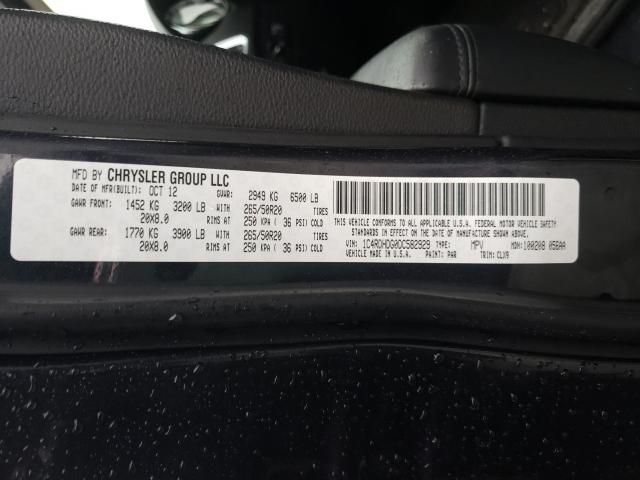 MFD BY CHRYSLER GROUP LLC
DATE OF MFR(BUILT): OCT 12 GVWR: 2949 KG 6500 LB
GAWR FRONT: 1452 KG 3200 LB WITH 265/50R20 TIRES
20X8.0 RIMS AT 250 KPA ( 36 PSI) COLD
GAWR REAR: 1770 KG 3900 LB WITH 265/50R20 TIRES
20X8.0 RIMS AT 250 KPA ( 36 PSI) COLD
THIS VEHICLE CONFORMS TO ALL APPLICABLE U.S.A. FEDERAL MOTOR VEHICLE SAFETY
STANDARDS IN EFFECT ON THE DATE OF MANUFACTURE SHOWN ABOVE.
VIN: 1C4RDHDG0DC582929 TYPE: MPV MDH: 100208 056AA
VEHICLE MADE IN U.S.A. PAINT: PAR TRIM: CLX9